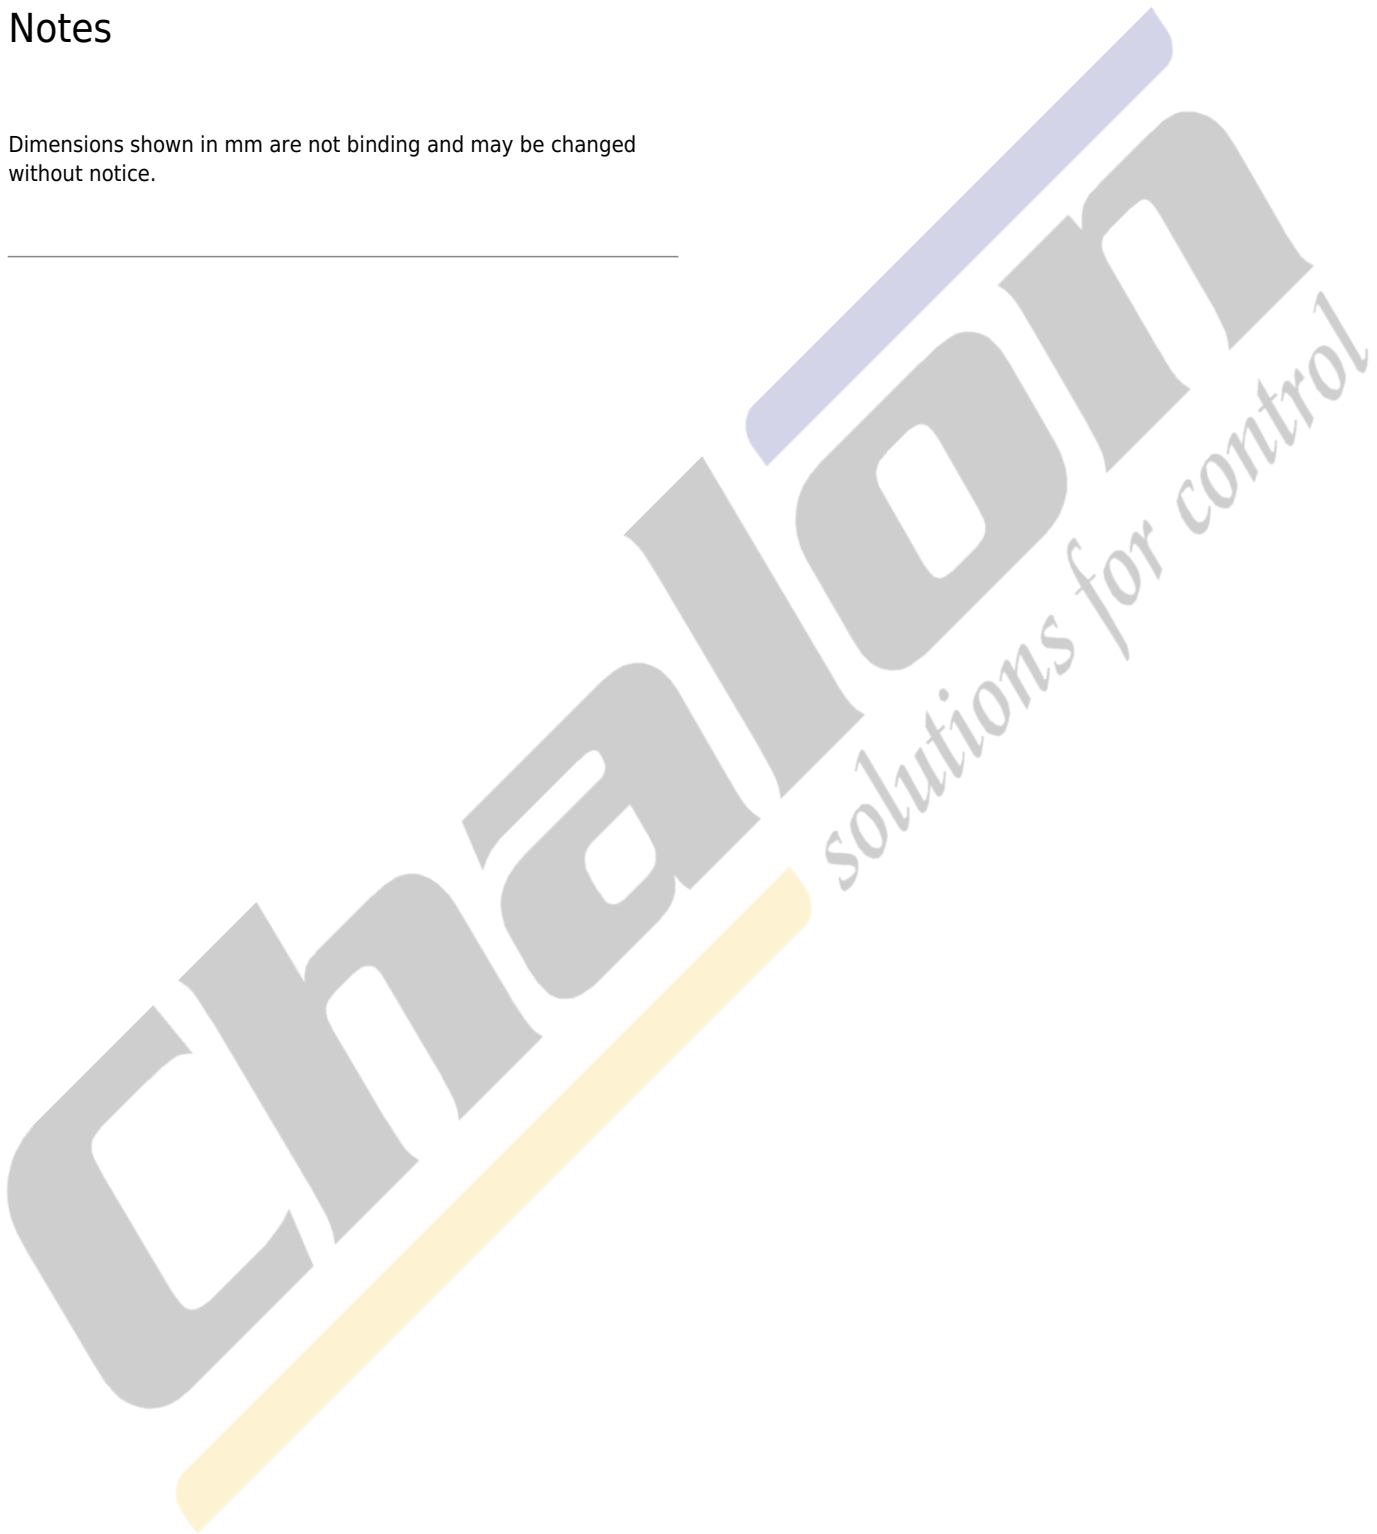 Notes
Dimensions shown in mm are not binding and may be changed
without notice.
Chalon
solutions for control